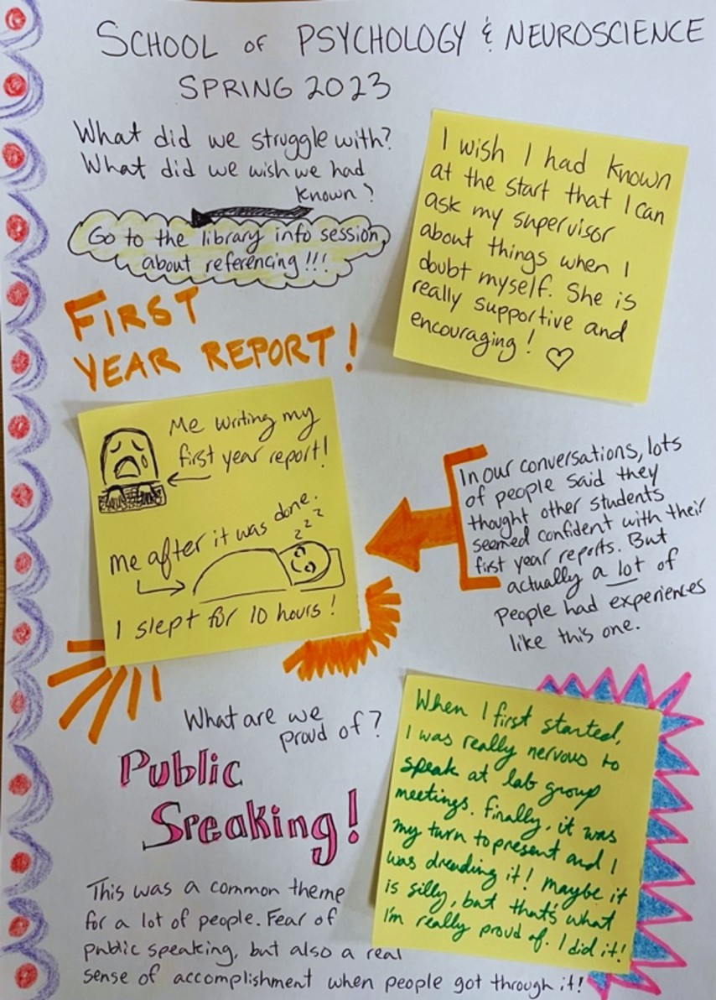 SCHOOL of PSYCHOLOGY & NEUROSCIENCE
SPRING 2023
What did we struggle with?
What did we wish we had
known?
Go to the library info session
about referencing!!!
I wish I had known
at the start that I can
ask my supervisor
about things when I
doubt myself. She is
really supportive and
encouraging! ♡
FIRST
YEAR REPORT!
Me writing my
first year report!
Me after it was done.
z z z z
I slept for 10 hours!
In our conversations, lots
of people said they
thought other students
seemed confident with their
first year reports. But
actually a lot of
people had experiences
like this one.
What are we
proud of?
Public
Speaking!
When I first started,
I was really nervous to
speak at lab group
meetings. Finally, it was
my turn to present and I
was dreading it! Maybe it
is silly, but that's what
I'm really proud of. I did it!
This was a common theme
for a lot of people. Fear of
public speaking, but also a real
sense of accomplishment when people got through it!